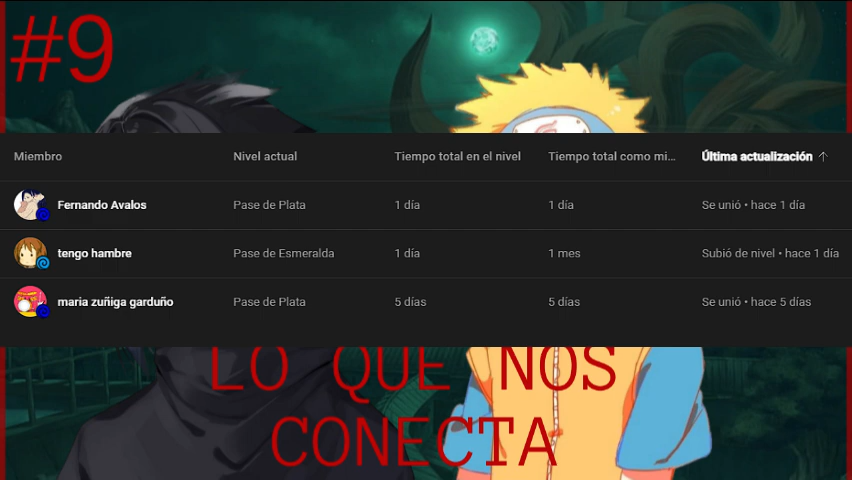 #9
Miembro Nivel actual Tiempo total en el nivel Tiempo total como mi... Última actualización ↑
Fernando Avalos Pase de Plata 1 día 1 día Se unió • hace 1 día
tengo hambre Pase de Esmeralda 1 día 1 mes Subió de nivel • hace 1 día
maria zuñiga garduño Pase de Plata 5 días 5 días Se unió • hace 5 días
LO QUE NOS
CONECTA